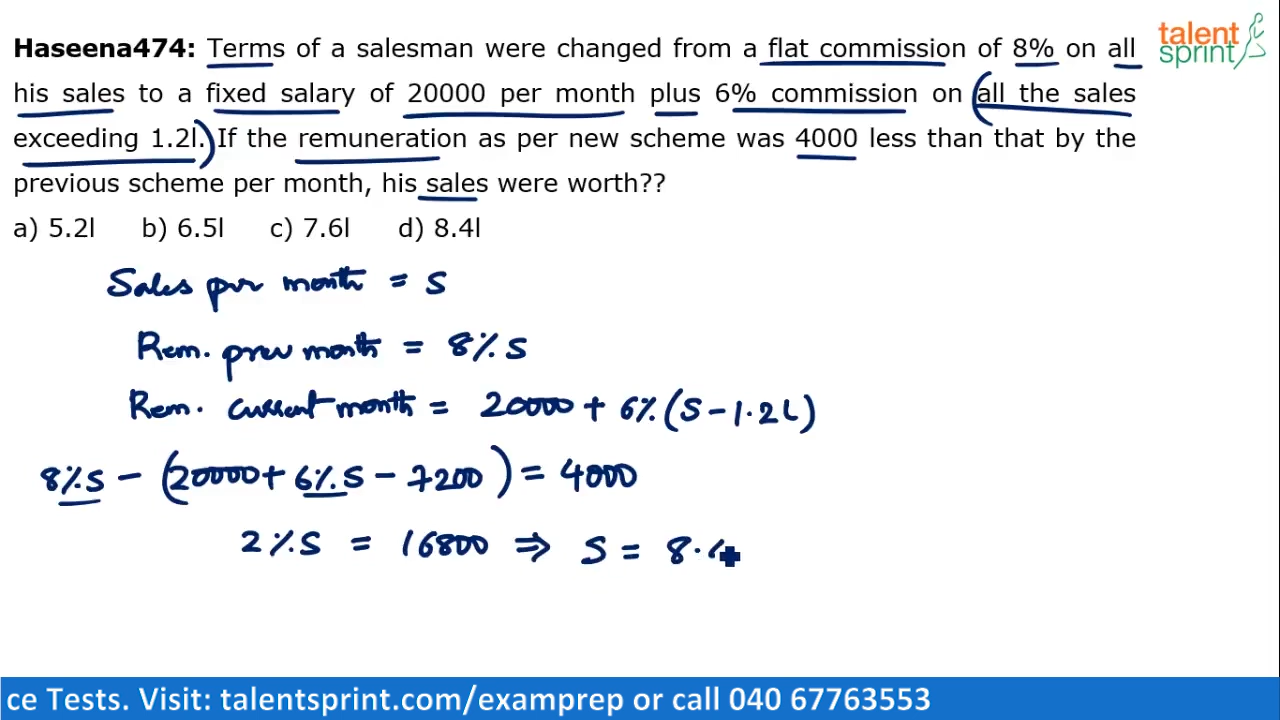 talent
sprint
Haseena474: Terms of a salesman were changed from a flat commission of 8% on all
his sales to a fixed salary of 20000 per month plus 6% commission on all the sales
exceeding 1.2l. If the remuneration as per new scheme was 4000 less than that by the
previous scheme per month, his sales were worth??
a) 5.2l b) 6.5l c) 7.6l d) 8.4l
Sales per month = S
Rem. prev month = 8% S
Rem. current month = 20000 + 6% (S - 1.2L)
8% S - (20000 + 6% S - 7200) = 4000
2% S = 16800 ⇒ S = 8.
ce Tests. Visit: talentsprint.com/examprep or call 040 67763553